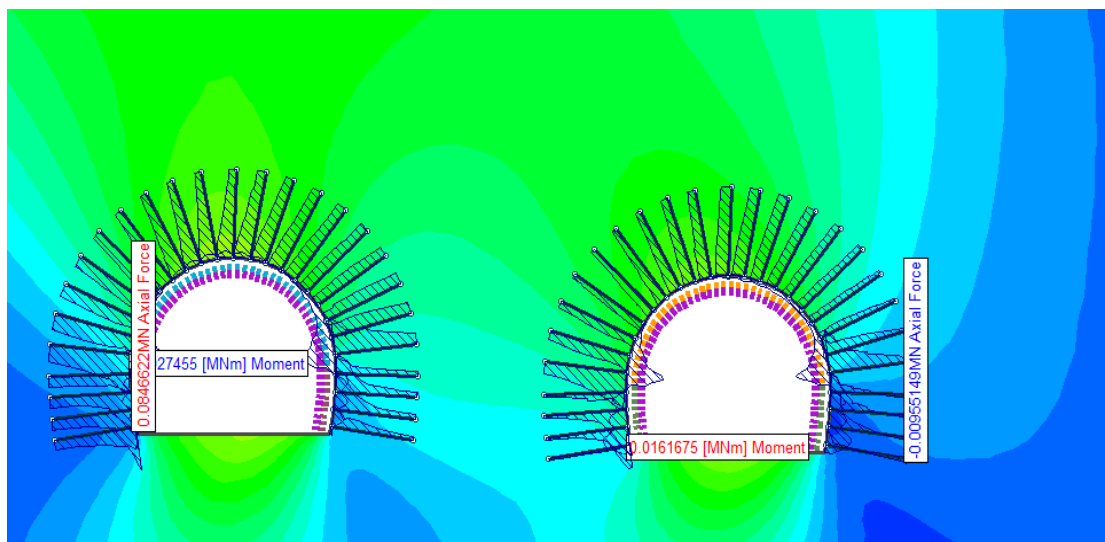 0.0846622MN Axial Force
27455 [MNm] Moment
0.0161675 [MNm] Moment
-0.00955149MN Axial Force